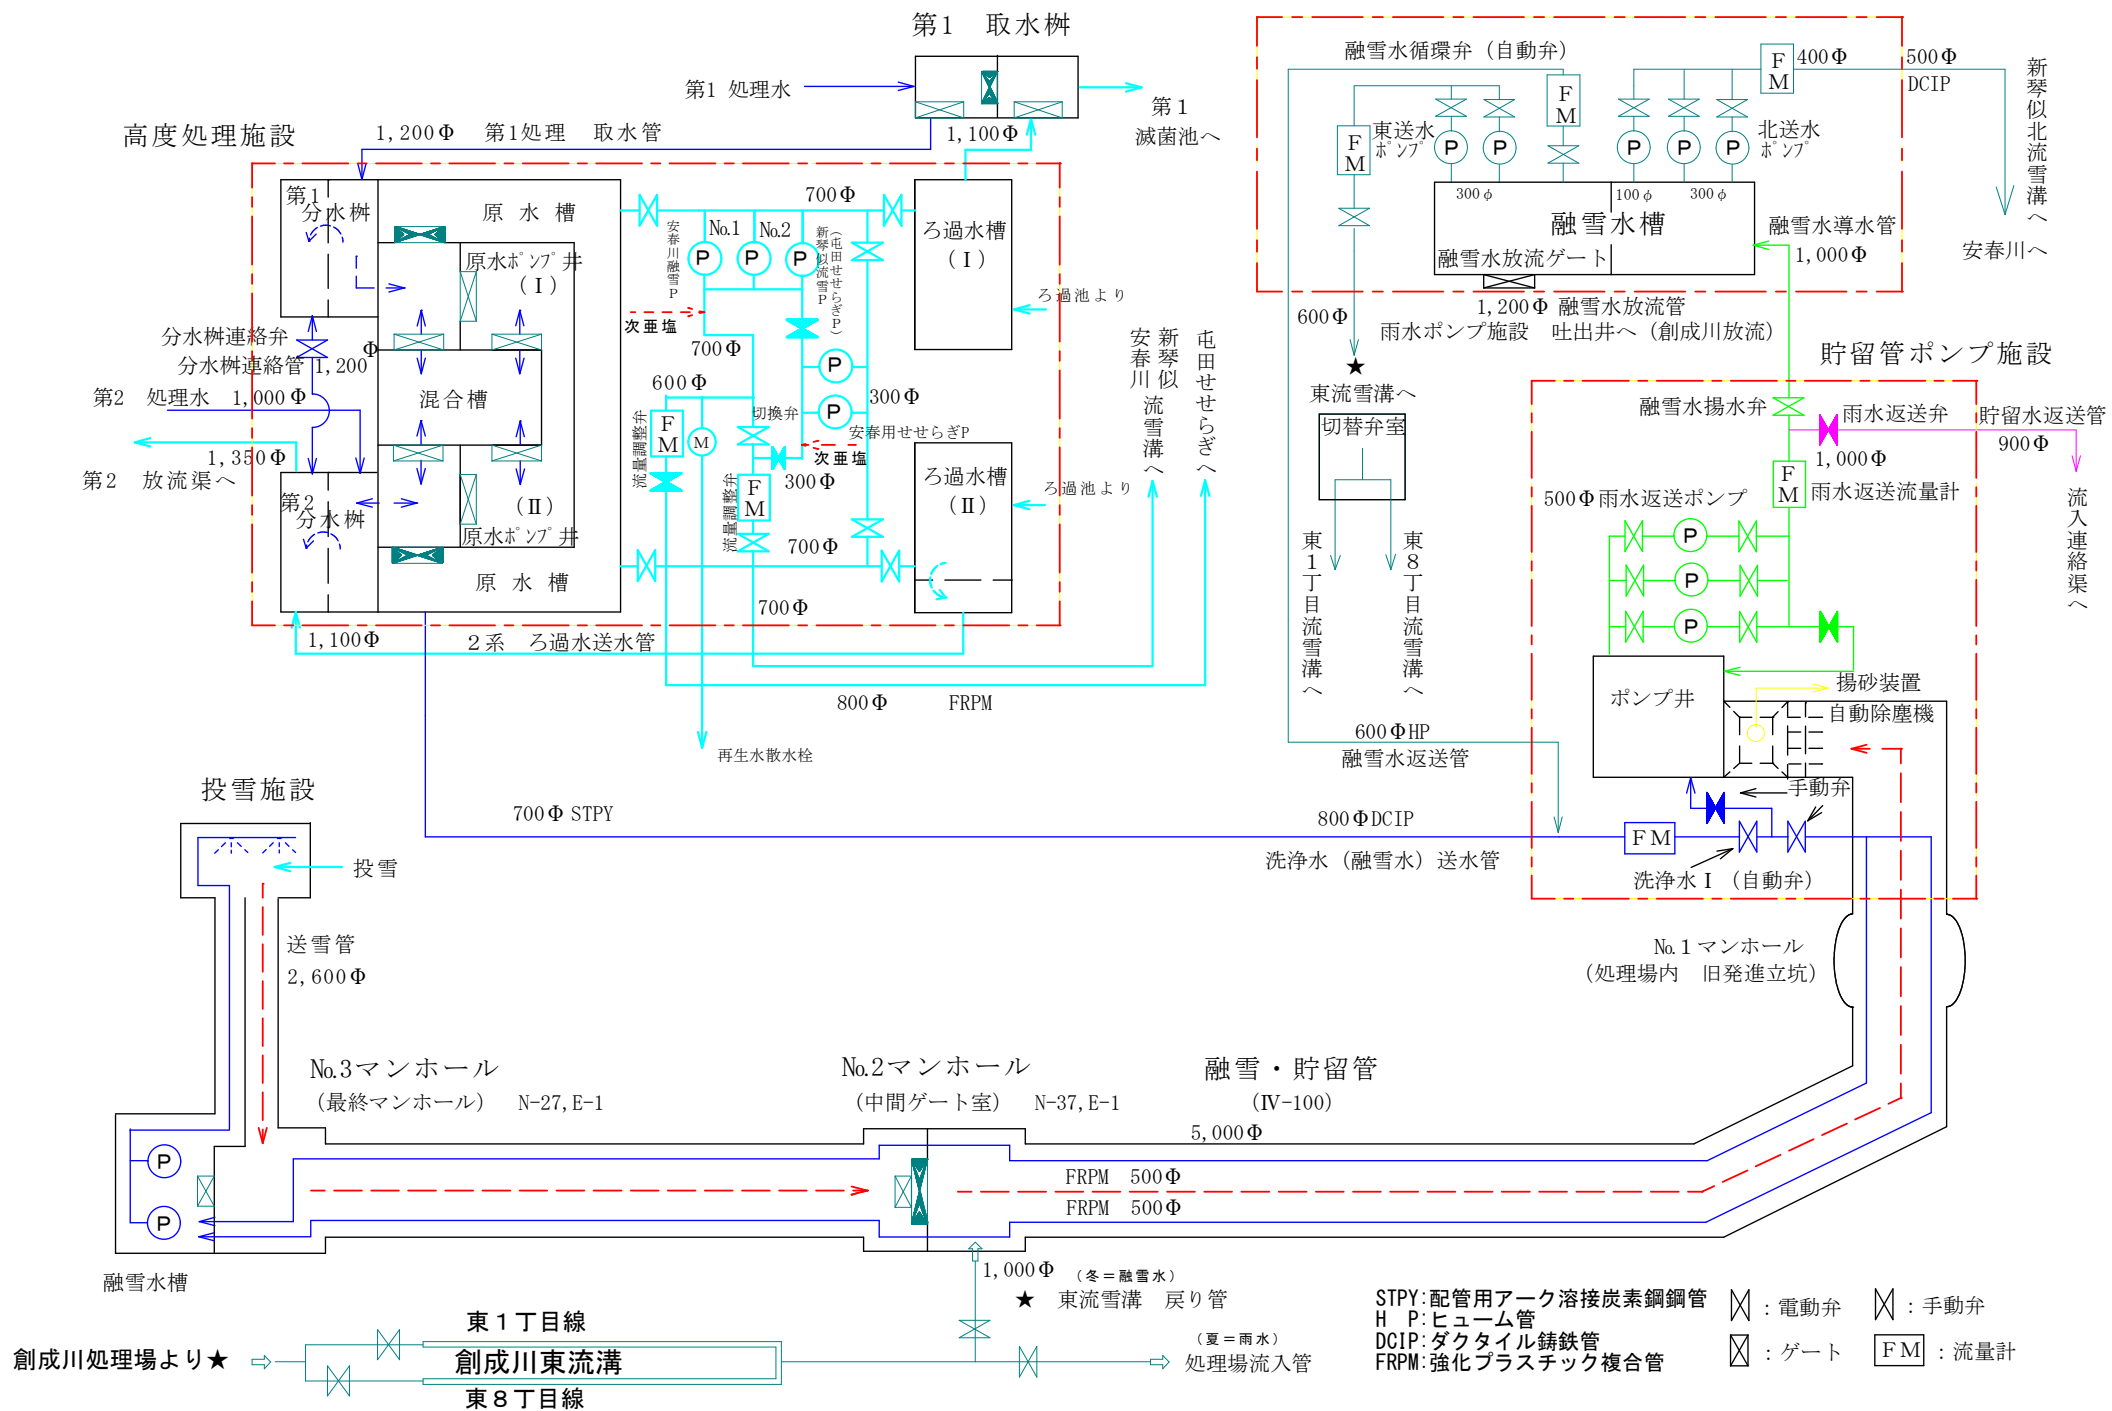 第1　取水桝
第1 処理水
第１
滅菌池へ
高度処理施設
1,200Φ
第1処理　取水管
1,100Φ
第1
分水桝
原 水 槽
原水ﾎﾟﾝﾌﾟ井
(Ⅰ)
分水桝連絡弁
分水桝連絡管
1,200
Φ
第2　処理水
1,000Φ
1,350Φ
第2　放流渠へ
混合槽
第2
分水桝
(Ⅱ)
原水ﾎﾟﾝﾌﾟ井
原 水 槽
1,100Φ
２系　ろ過水送水管
700Φ
安春川融雪P
No.1
No.2
新琴似流雪P
(屯田せせらぎP)
P
P
P
次亜塩
700Φ
600Φ
流量調整弁
F
M
M
切換弁
流量調整弁
F
M
300Φ
P
P
300Φ
安春用せせらぎP
次亜塩
700Φ
700Φ
ろ過水槽
(Ⅰ)
ろ過池より
ろ過水槽
(Ⅱ)
ろ過池より
安春川
新琴似
流雪溝へ
屯田せせらぎへ
800Φ
FRPM
再生水散水栓
融雪水循環弁 (自動弁)
F
M
F
M
東送水
ﾎﾟﾝﾌﾟ
P
P
P
P
P
北送水
ﾎﾟﾝﾌﾟ
F
M
400Φ
500Φ
DCIP
新琴似北流雪溝へ
安春川へ
300φ
100φ
300φ
融雪水槽
融雪水放流ゲート
融雪水導水管
1,000Φ
1,200Φ 融雪水放流管
雨水ポンプ施設　吐出井へ (創成川放流)
600Φ
★
東流雪溝へ
切替弁室
東1丁目流雪溝へ
東8丁目流雪溝へ
貯留管ポンプ施設
融雪水揚水弁
雨水返送弁
貯留水返送管
900Φ
1,000Φ
F
M
雨水返送流量計
500Φ
雨水返送ポンプ
P
P
P
流入連絡渠へ
ポンプ井
揚砂装置
自動除塵機
手動弁
600ΦHP
融雪水返送管
700Φ STPY
800ΦDCIP
洗浄水 (融雪水) 送水管
FM
洗浄水Ⅰ (自動弁)
No.1マンホール
(処理場内　旧発進立坑)
投雪施設
投雪
送雪管
2,600Φ
No.3マンホール
(最終マンホール)　N-27,E-1
No.2マンホール
(中間ゲート室)　N-37,E-1
融雪・貯留管
(Ⅳ-100)
5,000Φ
FRPM　500Φ
FRPM　500Φ
P
P
融雪水槽
1,000Φ
(冬＝融雪水)
★　東流雪溝　戻り管
東１丁目線
創成川処理場より★
創成川東流溝
東８丁目線
(夏＝雨水)
処理場流入管
STPY:配管用アーク溶接炭素鋼鋼管
H P:ヒューム管
DCIP:ダクタイル鋳鉄管
FRPM:強化プラスチック複合管
：電動弁
：手動弁
：ゲート
FM
：流量計